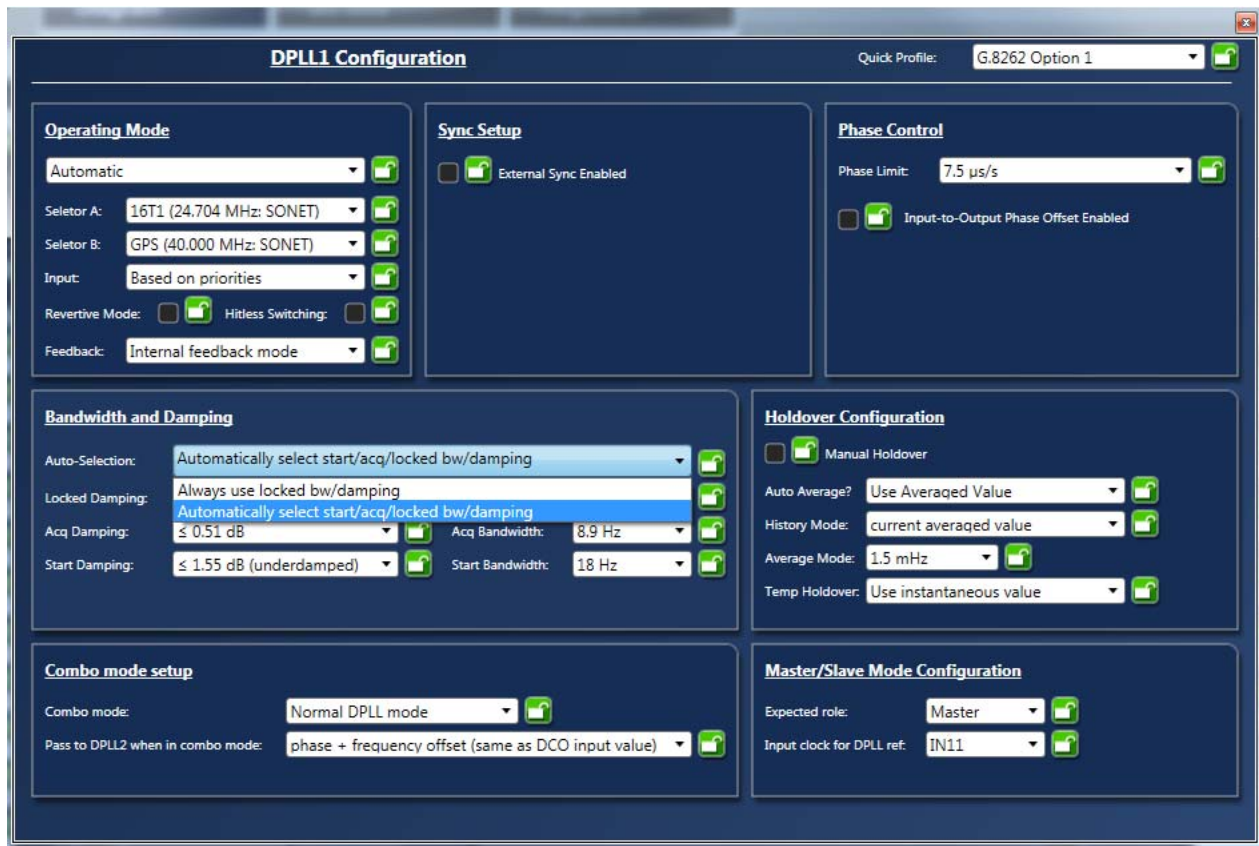 DPLL1 Configuration
Quick Profile: G.8262 Option 1
Operating Mode
Automatic
Seletor A: 16T1 (24.704 MHz: SONET)
Seletor B: GPS (40.000 MHz: SONET)
Input: Based on priorities
Revertive Mode: Hitless Switching:
Feedback: Internal feedback mode
Sync Setup
External Sync Enabled
Phase Control
Phase Limit: 7.5 µs/s
Input-to-Output Phase Offset Enabled
Bandwidth and Damping
Auto-Selection: Automatically select start/acq/locked bw/damping
Always use locked bw/damping
Locked Damping:
Automatically select start/acq/locked bw/damping
Acq Damping: ≤ 0.51 dB Acq Bandwidth: 8.9 Hz
Start Damping: ≤ 1.55 dB (underdamped) Start Bandwidth: 18 Hz
Holdover Configuration
Manual Holdover
Auto Average? Use Averaged Value
History Mode: current averaged value
Average Mode: 1.5 mHz
Temp Holdover: Use instantaneous value
Combo mode setup
Combo mode: Normal DPLL mode
Pass to DPLL2 when in combo mode: phase + frequency offset (same as DCO input value)
Master/Slave Mode Configuration
Expected role: Master
Input clock for DPLL ref: IN11